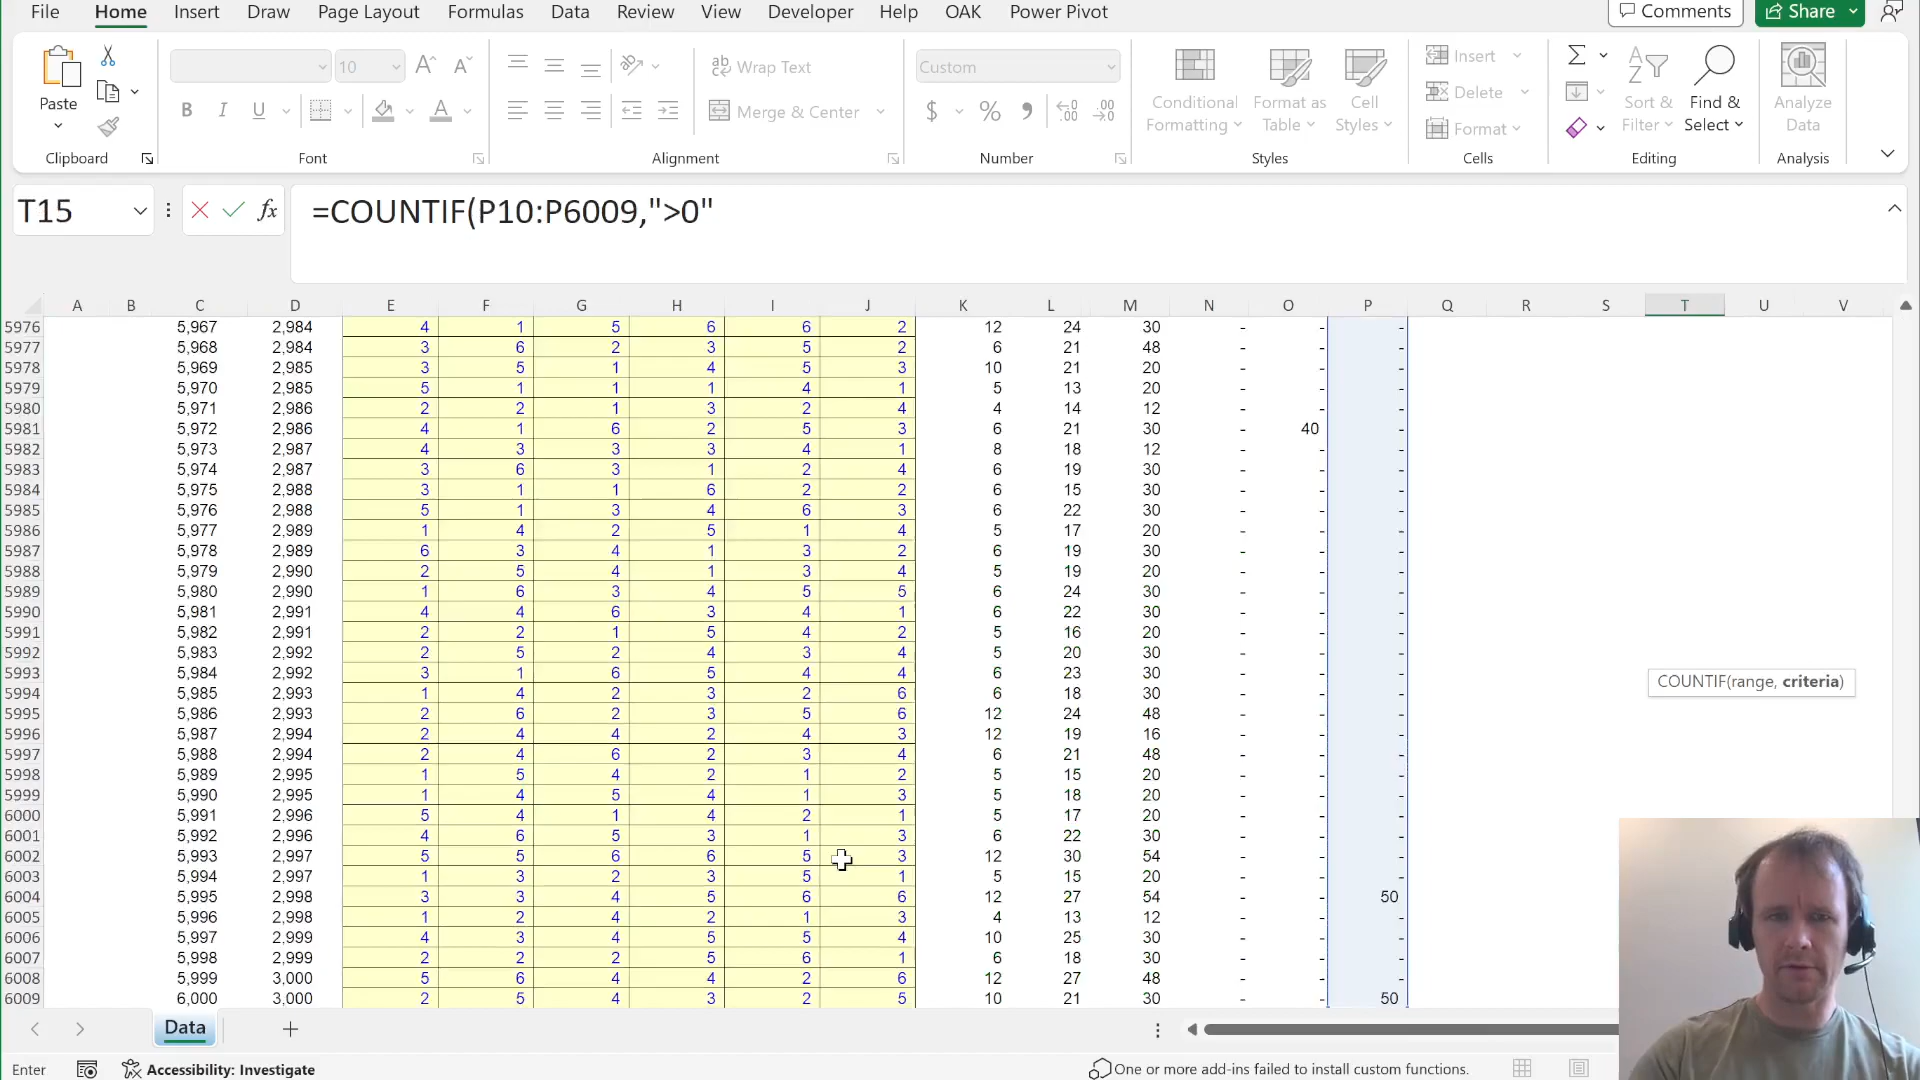 File Home Insert Draw Page Layout Formulas Data Review View Developer Help OAK Power Pivot Comments Share
Paste 10 A A ab Wrap Text Custom Conditional Formatting Format as Table Cell Styles Insert Σ Sort & Filter Find & Select Analyze Data
B I U A Merge & Center $ % , Delete
Format
Clipboard Font Alignment Number Styles Cells Editing Analysis
T15 fx =COUNTIF(P10:P6009,">0"
A B C D E F G H I J K L M N O P Q R S T U V
5976 5,967 2,984 4 1 5 6 6 2 12 24 30 - - -
5977 5,968 2,984 3 6 2 3 5 2 6 21 48 - - -
5978 5,969 2,985 3 5 1 4 5 3 10 21 20 - - -
5979 5,970 2,985 5 1 1 1 4 1 5 13 20 - - -
5980 5,971 2,986 2 2 1 3 2 4 4 14 12 - - -
5981 5,972 2,986 4 1 6 2 5 3 6 21 30 - 40 -
5982 5,973 2,987 4 3 3 3 4 1 8 18 12 - - -
5983 5,974 2,987 3 6 3 1 2 4 6 19 30 - - -
5984 5,975 2,988 3 1 1 6 2 2 6 15 30 - - -
5985 5,976 2,988 5 1 3 4 6 3 6 22 30 - - -
5986 5,977 2,989 1 4 2 5 1 4 5 17 20 - - -
5987 5,978 2,989 6 3 4 1 3 2 6 19 30 - - -
5988 5,979 2,990 2 5 4 1 3 4 5 19 20 - - -
5989 5,980 2,990 1 6 3 4 5 5 6 24 30 - - -
5990 5,981 2,991 4 4 6 3 4 1 6 22 30 - - -
5991 5,982 2,991 2 2 1 5 4 2 5 16 20 - - -
5992 5,983 2,992 2 5 2 4 3 4 5 20 30 - - -
5993 5,984 2,992 3 1 6 5 4 4 6 23 30 - - - COUNTIF(range, criteria)
5994 5,985 2,993 1 4 2 3 2 6 6 18 30 - - -
5995 5,986 2,993 2 6 2 3 5 6 12 24 48 - - -
5996 5,987 2,994 2 4 4 2 4 3 12 19 16 - - -
5997 5,988 2,994 2 4 6 2 3 4 6 21 48 - - -
5998 5,989 2,995 1 5 4 2 1 2 5 15 20 - - -
5999 5,990 2,995 1 4 5 4 1 3 5 18 20 - - -
6000 5,991 2,996 5 4 1 4 2 1 5 17 20 - - -
6001 5,992 2,996 4 6 5 3 1 3 6 22 30 - - -
6002 5,993 2,997 5 5 6 6 5 3 12 30 54 - - -
6003 5,994 2,997 1 3 2 3 5 1 5 15 20 - - -
6004 5,995 2,998 3 3 4 5 6 6 12 27 54 - - 50
6005 5,996 2,998 1 2 4 2 1 3 4 13 12 - - -
6006 5,997 2,999 4 3 4 5 5 4 10 25 30 - - -
6007 5,998 2,999 2 2 2 5 6 1 6 18 30 - - -
6008 5,999 3,000 5 6 4 4 2 6 12 27 48 - - -
6009 6,000 3,000 2 5 4 3 2 5 10 21 30 - - 50
Data
Enter Accessibility: Investigate One or more add-ins failed to install custom functions.